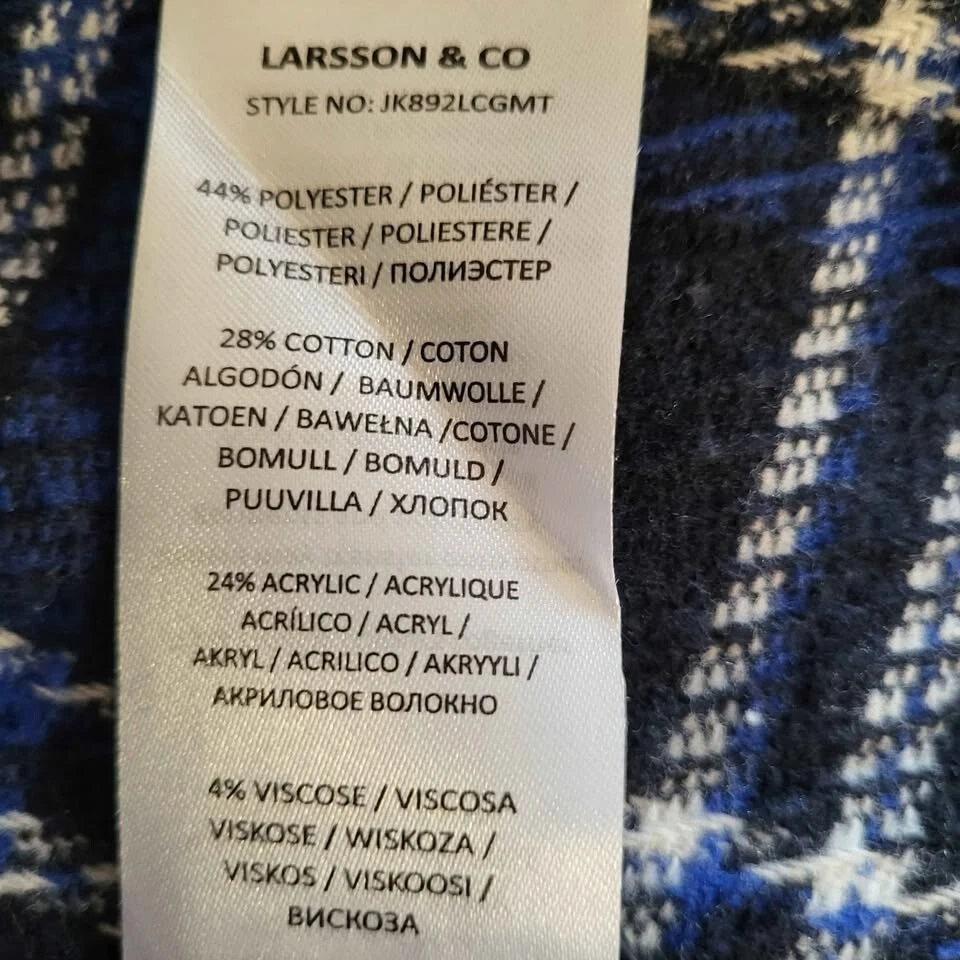 LARSSON & CO
STYLE NO: JK892LCGMT
44% POLYESTER / POLIÉSTER /
POLIESTER / POLIESTERE /
POLYESTERI / ПОЛИЭСТЕР
28% COTTON / COTON
ALGODÓN / BAUMWOLLE /
KATOEN / BAWEŁNA /COTONE /
BOMULL / BOMULD /
PUUVILLA / ХЛОПОК
24% ACRYLIC / ACRYLIQUE
ACRÍLICO / ACRYL /
AKRYL / ACRILICO / AKRYYLI /
АКРИЛОВОЕ ВОЛОКНО
4% VISCOSE / VISCOSA
VISKOSE / WISKOZA /
VISKOS / VISKOOSI /
ВИСКОЗА